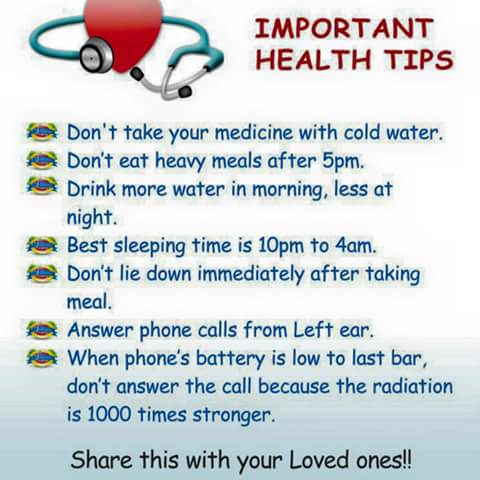 IMPORTANT
HEALTH TIPS
Don't take your medicine with cold water.
Don't eat heavy meals after 5pm.
Drink more water in morning, less at
night.
Best sleeping time is 10pm to 4am.
Don't lie down immediately after taking
meal.
Answer phone calls from Left ear.
When phone's battery is low to last bar,
don't answer the call because the radiation
is 1000 times stronger.
Share this with your Loved ones!!